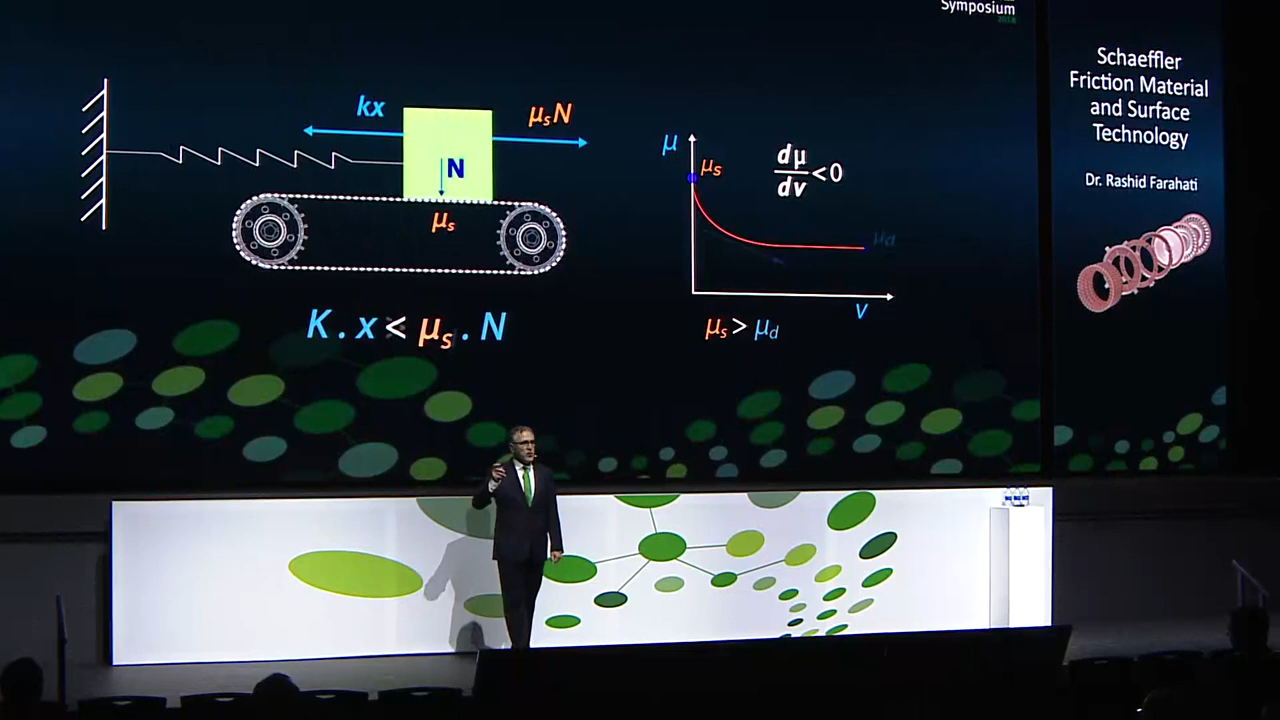 Symposium
2018
kx
μsN
N
μs
K . x < μs . N
μ
μs
dμ
dv
<0
μd
v
μs > μd
Schaeffler
Friction Material
and Surface
Technology
Dr. Rashid Farahati